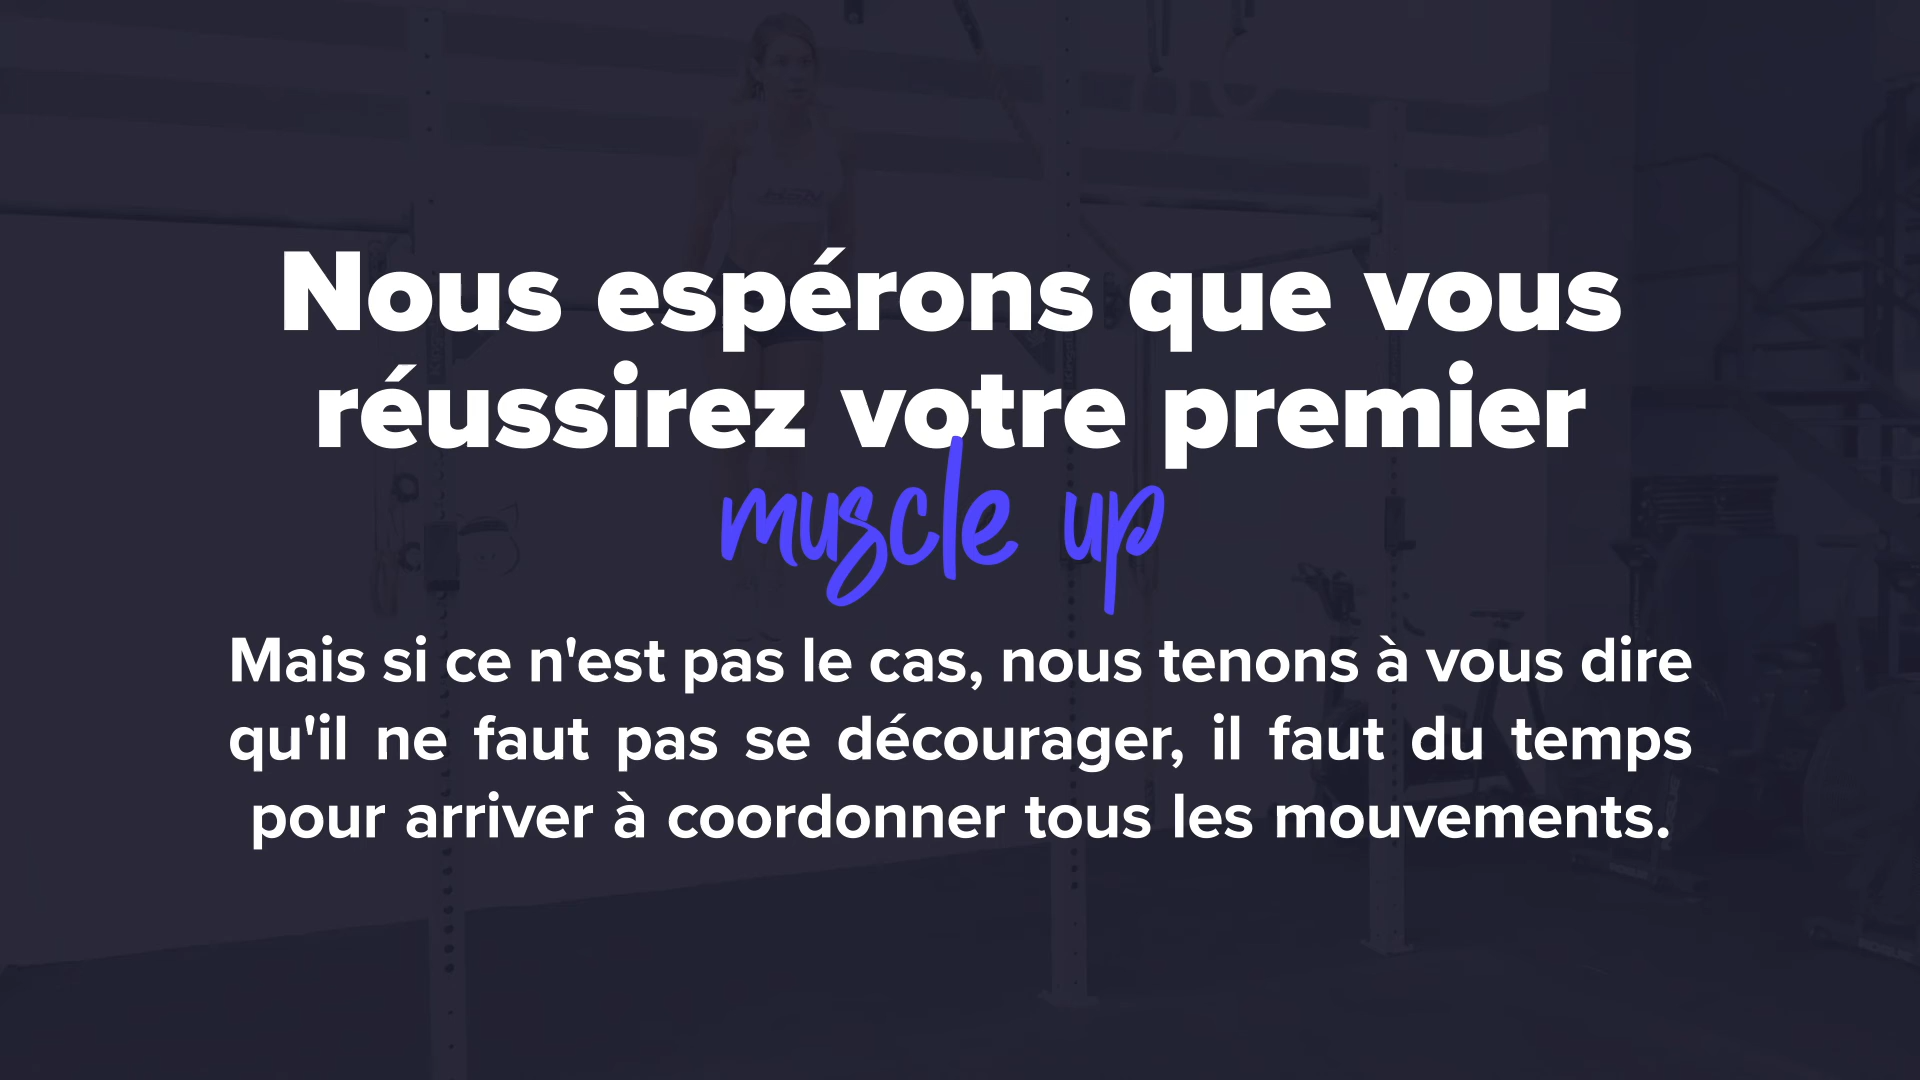 Nous espérons que vous
réussirez votre premier
muscle up
Mais si ce n'est pas le cas, nous tenons à vous dire
qu'il ne faut pas se décourager, il faut du temps
pour arriver à coordonner tous les mouvements.